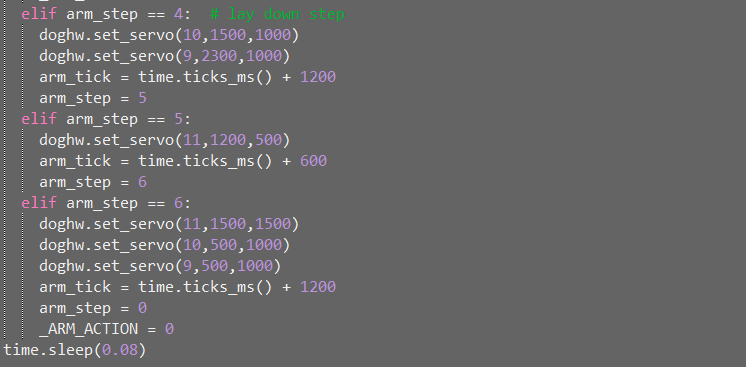 elif arm_step == 4:  # lay down step
doghw.set_servo(10,1500,1000)
doghw.set_servo(9,2300,1000)
arm_tick = time.ticks_ms() + 1200
arm_step = 5
elif arm_step == 5:
doghw.set_servo(11,1200,500)
arm_tick = time.ticks_ms() + 600
arm_step = 6
elif arm_step == 6:
doghw.set_servo(11,1500,1500)
doghw.set_servo(10,500,1000)
doghw.set_servo(9,500,1000)
arm_tick = time.ticks_ms() + 1200
arm_step = 0
_ARM_ACTION = 0
time.sleep(0.08)